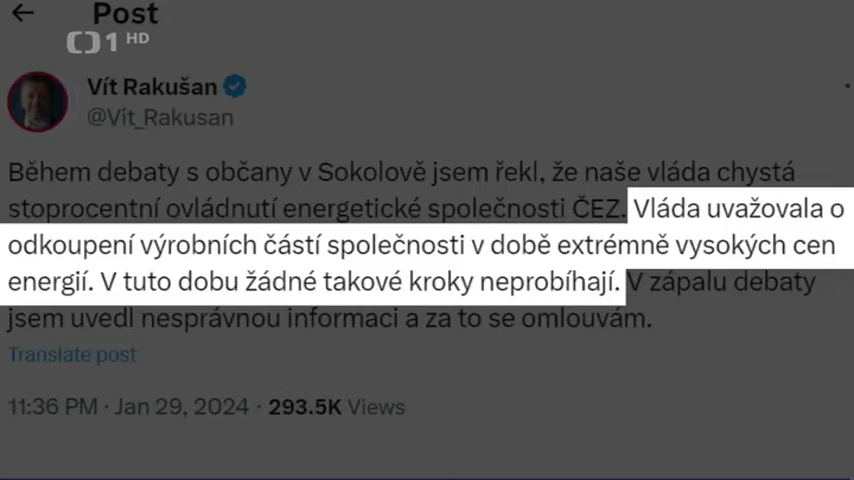 ← Post
1 HD
Vít Rakušan
@Vit_Rakusan
Během debaty s občany v Sokolově jsem řekl, že naše vláda chystá
stoprocentní ovládnutí energetické společnosti ČEZ. Vláda uvažovala o
odkoupení výrobních částí společnosti v době extrémně vysokých cen
energií. V tuto dobu žádné takové kroky neprobíhají. V zápalu debaty
jsem uvedl nesprávnou informaci a za to se omlouvám.
Translate post
11:36 PM · Jan 29, 2024 · 293.5K Views